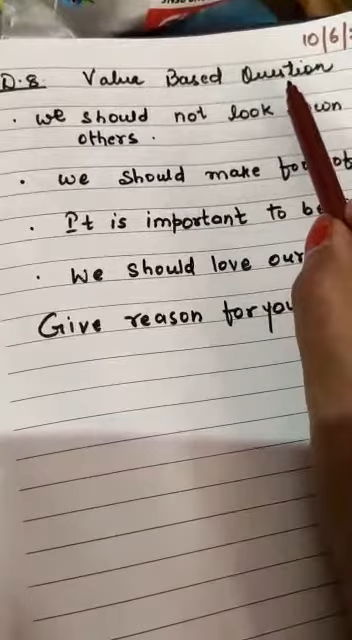 10/6/
Q.8. Value Based Question
. we should not look
others .
. we should make
. It is important to
. We should love our
Give reason for you